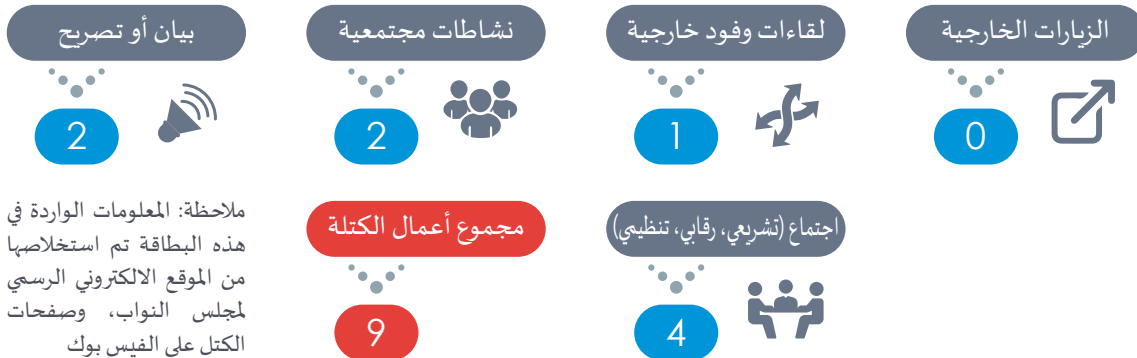 الزيارات الخارجية
0
لقاءات وفود خارجية
1
نشاطات مجتمعية
2
بيان أو تصريح
2
اجتماع (تشريعي، رقابي، تنظيمي)
4
مجموع أعمال الكتلة
9
ملاحظة: المعلومات الواردة في
هذه البطاقة تم استخلاصها
من الموقع الالكتروني الرسمي
لمجلس النواب، وصفحات
الكتل على الفيس بوك